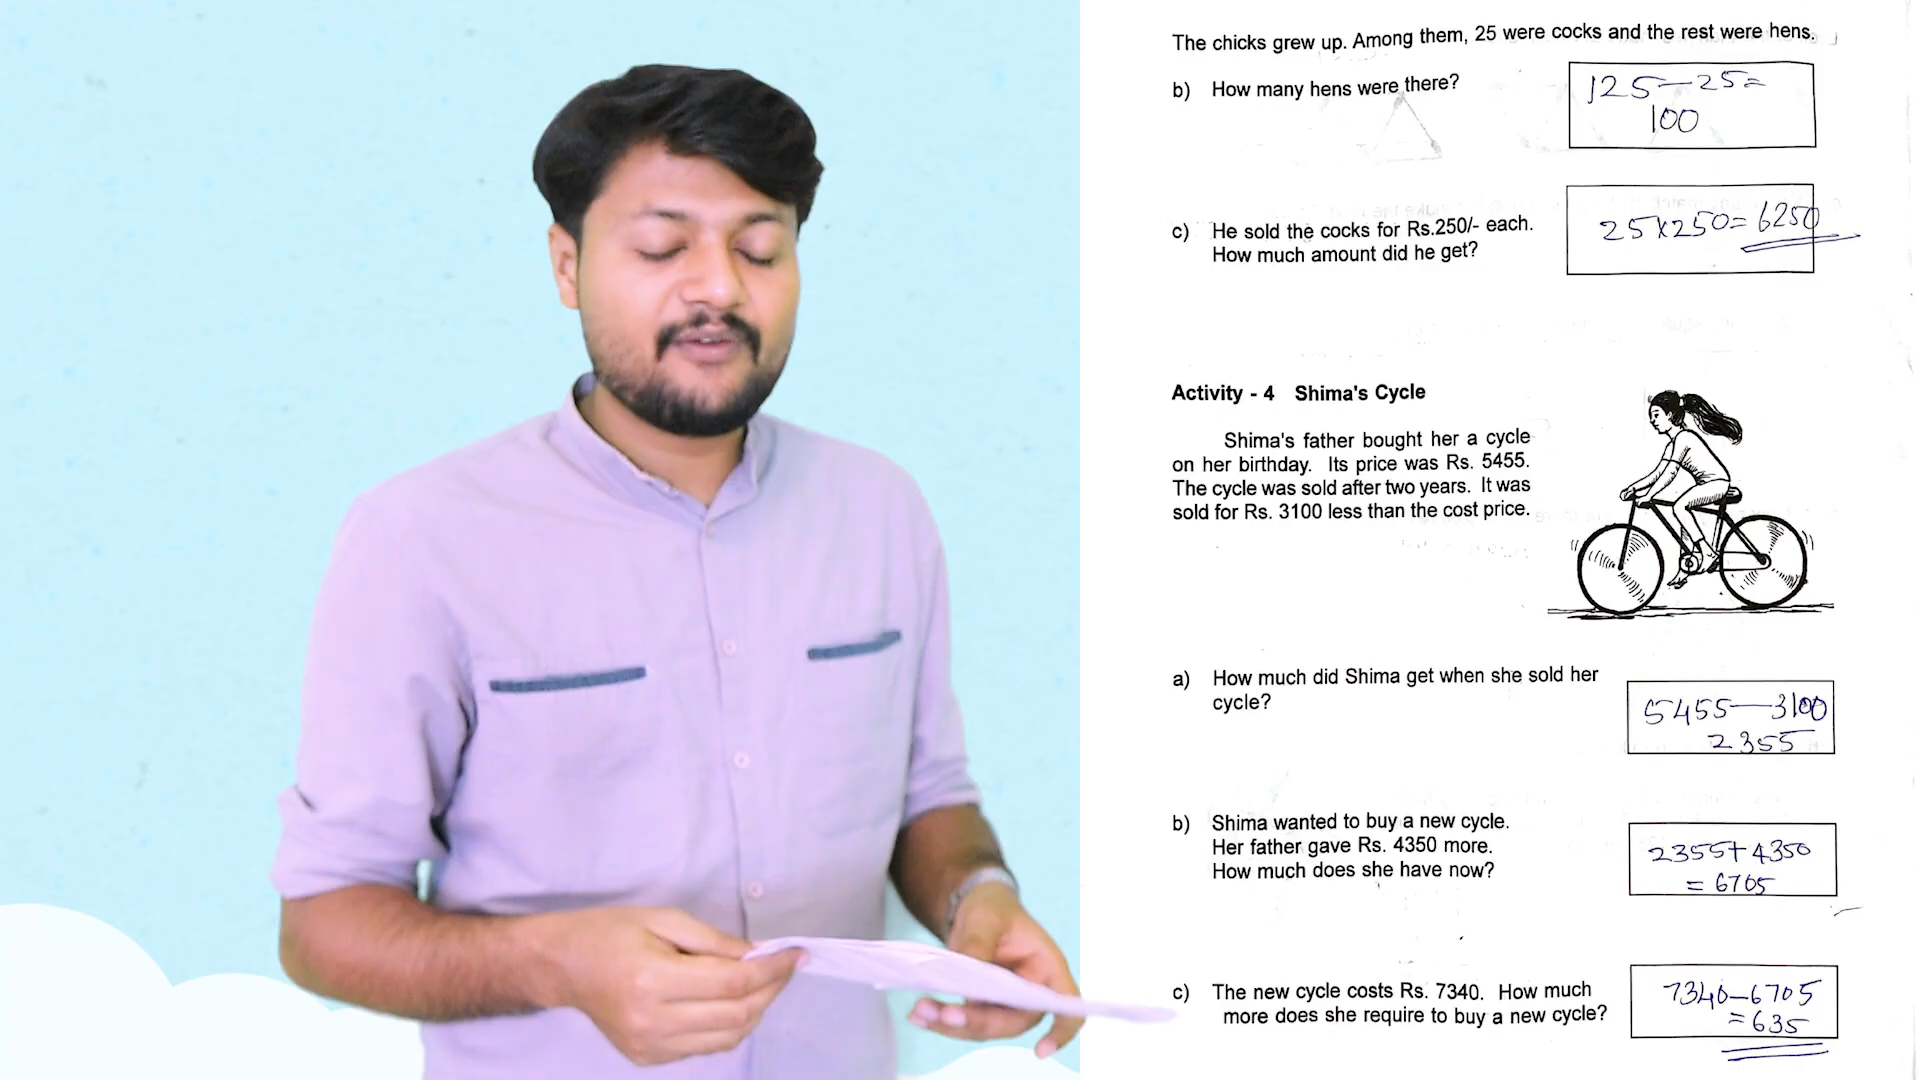 The chicks grew up. Among them, 25 were cocks and the rest were hens.
b) How many hens were there?
125-25=
100
c) He sold the cocks for Rs.250/- each.
How much amount did he get?
25x250=6250
Activity - 4 Shima's Cycle
Shima's father bought her a cycle
on her birthday. Its price was Rs. 5455.
The cycle was sold after two years. It was
sold for Rs. 3100 less than the cost price.
a) How much did Shima get when she sold her
cycle?
5455-3100
2355
b) Shima wanted to buy a new cycle.
Her father gave Rs. 4350 more.
How much does she have now?
2355+4350
=6705
c) The new cycle costs Rs. 7340. How much
more does she require to buy a new cycle?
7340-6705
=635